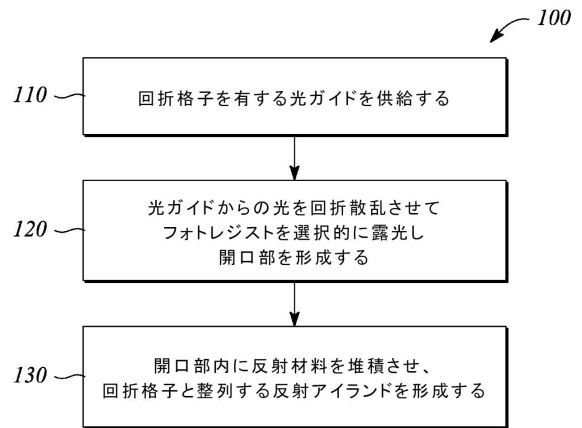 100
110
回折格子を有する光ガイドを供給する
120
光ガイドからの光を回折散乱させて
フォトレジストを選択的に露光し
開口部を形成する
130
開口部内に反射材料を堆積させ、
回折格子と整列する反射アイランドを形成する